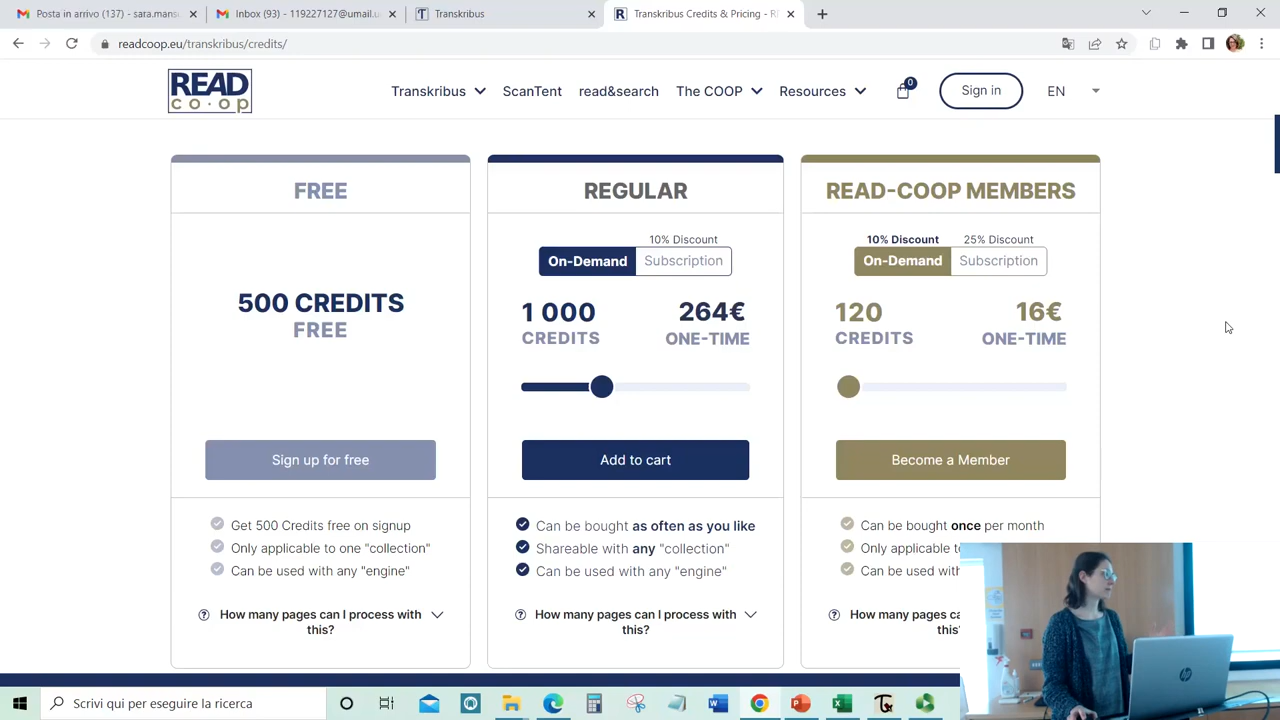 Posta in arrivo (137) - sara.mans
Inbox (93) - 119227127@umail.u
Transkribus
Transkribus Credits & Pricing - R
readcoop.eu/transkribus/credits/
READ
co·op
Transkribus
ScanTent
read&search
The COOP
Resources
0
Sign in
EN
FREE
500 CREDITS
FREE
Sign up for free
Get 500 Credits free on signup
Only applicable to one "collection"
Can be used with any "engine"
How many pages can I process with
this?
REGULAR
10% Discount
On-Demand
Subscription
1 000
264€
CREDITS
ONE-TIME
Add to cart
Can be bought as often as you like
Shareable with any "collection"
Can be used with any "engine"
How many pages can I process with
this?
READ-COOP MEMBERS
10% Discount
25% Discount
On-Demand
Subscription
120
16€
CREDITS
ONE-TIME
Become a Member
Can be bought once per month
Only applicable to
Can be used with
How many pages ca
this?
Scrivi qui per eseguire la ricerca
hp